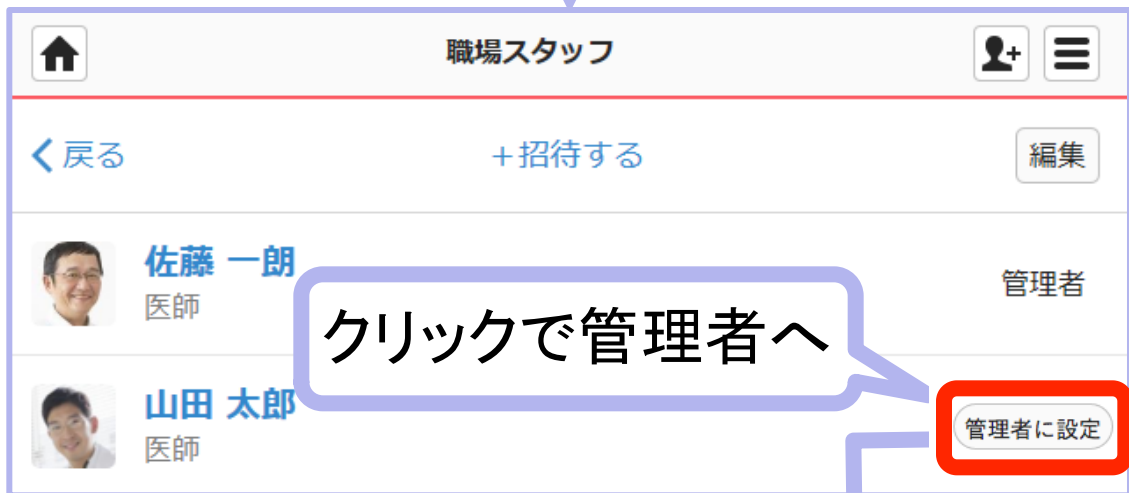 職場スタッフ
戻る
+招待する
編集
佐藤 一朗
医師
管理者
クリックで管理者へ
山田 太郎
医師
管理者に設定